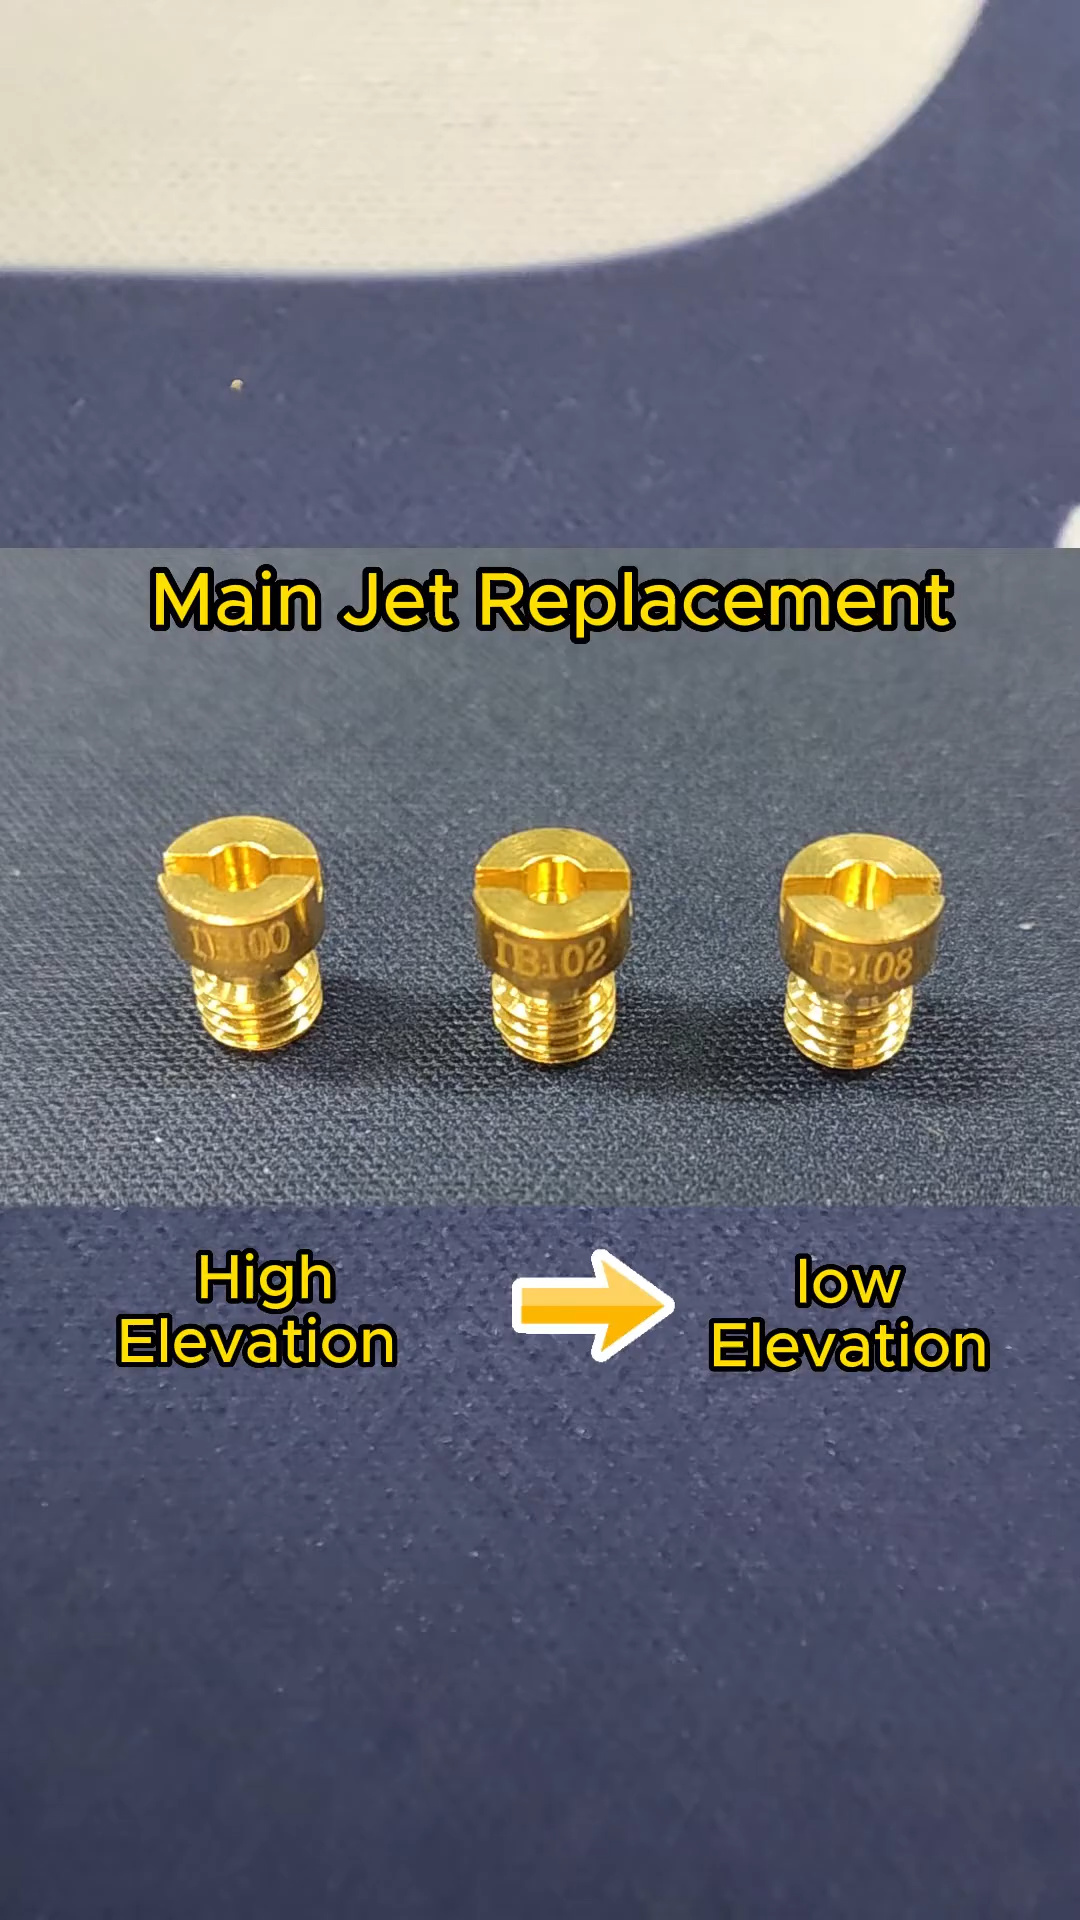 Main Jet Replacement
IB102
IB108
High
Elevation
low
Elevation